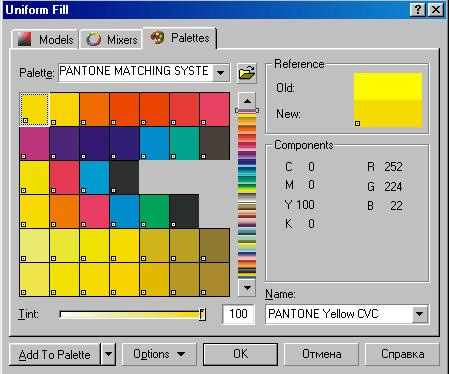 Uniform Fill
Models Mixers Palettes
Palette: PANTONE MATCHING SYSTE
Reference
Old:
New:
Components
C 0 R 252
M 0 G 224
Y 100 B 22
K 0
Name:
Tint: 100 PANTONE Yellow CVC
Add To Palette Options OK Отмена Справка